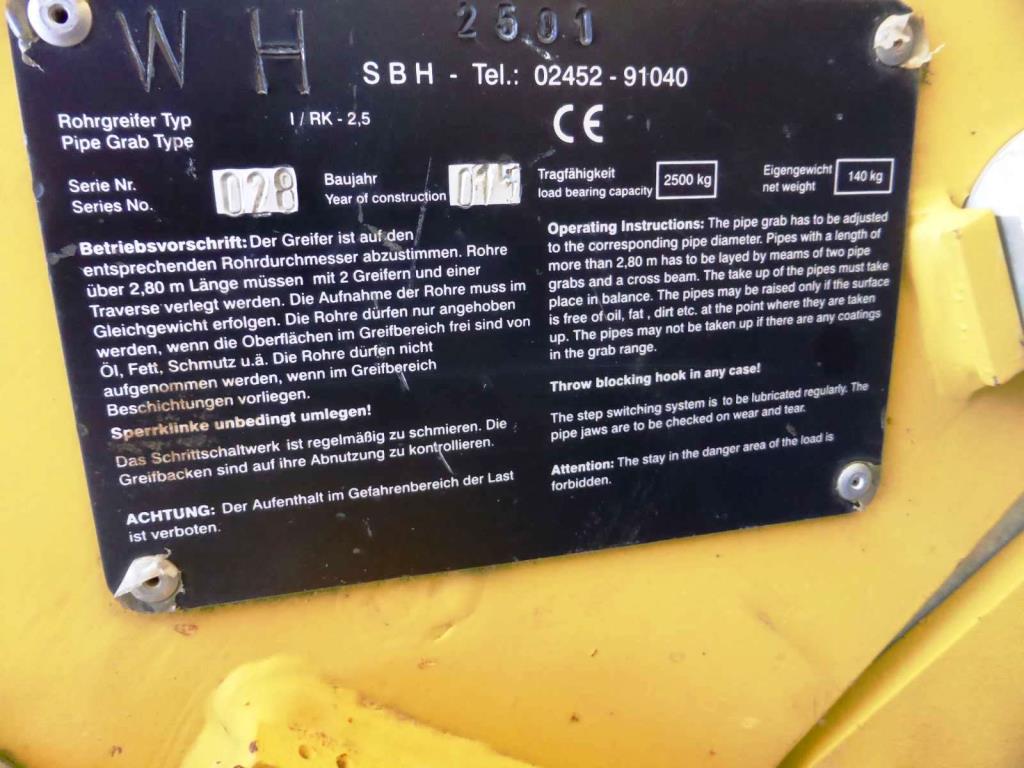 W H 2501
SBH - Tel.: 02452 - 91040
Rohrgreifer Typ I / RK - 2,5
Pipe Grab Type
CE
Serie Nr.
Series No.
028
Baujahr
Year of construction
Tragfähigkeit
load bearing capacity
2500 kg
Eigengewicht
net weight
140 kg
Betriebsvorschrift: Der Greifer ist auf den
entsprechenden Rohrdurchmesser abzustimmen. Rohre
über 2,80 m Länge müssen mit 2 Greifern und einer
Traverse verlegt werden. Die Aufnahme der Rohre muss im
Gleichgewicht erfolgen. Die Rohre dürfen nur angehoben
werden, wenn die Oberflächen im Greifbereich frei sind von
Öl, Fett, Schmutz u.ä. Die Rohre dürfen nicht
aufgenommen werden, wenn im Greifbereich
Beschichtungen vorliegen.
Sperrklinke unbedingt umlegen!
Das Schrittschaltwerk ist regelmäßig zu schmieren. Die
Greifbacken sind auf ihre Abnutzung zu kontrollieren.
ACHTUNG: Der Aufenthalt im Gefahrenbereich der Last
ist verboten.
Operating Instructions: The pipe grab has to be adjusted
to the corresponding pipe diameter. Pipes with a length of
more than 2,80 m has to be layed by meams of two pipe
grabs and a cross beam. The take up of the pipes must take
place in balance. The pipes may be raised only if the surface
is free of oil, fat , dirt etc. at the point where they are taken
up. The pipes may not be taken up if there are any coatings
in the grab range.
Throw blocking hook in any case!
The step switching system is to be lubricated regularly. The
pipe jaws are to be checked on wear and tear.
Attention: The stay in the danger area of the load is
forbidden.